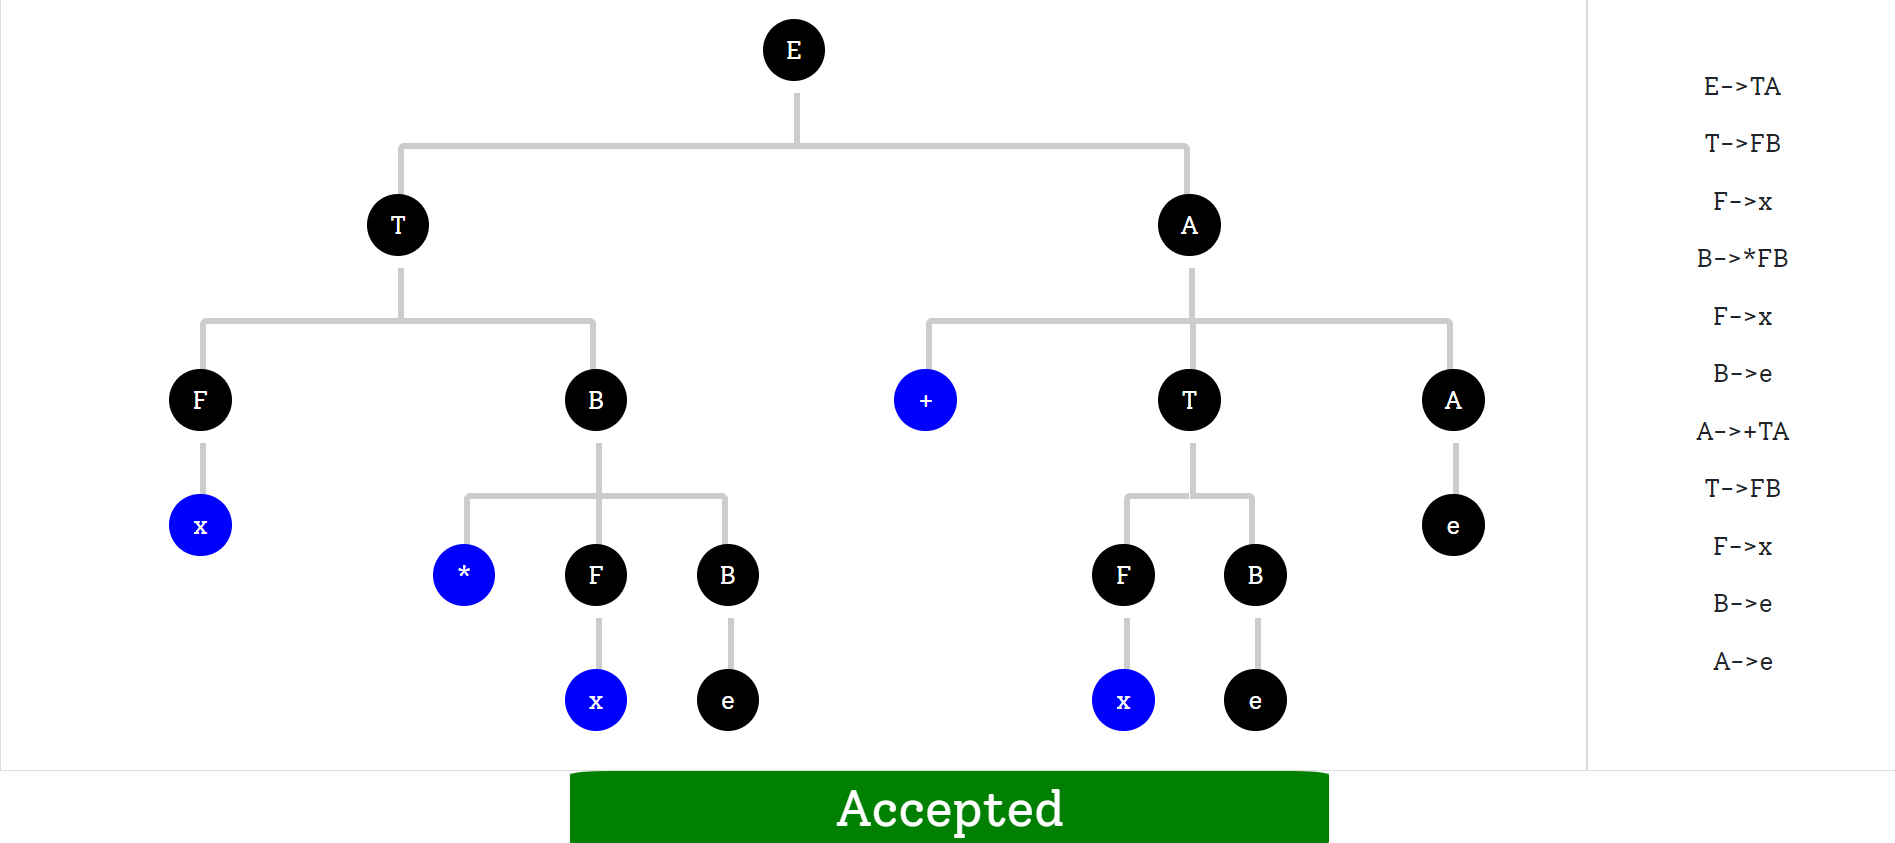 E
T A
F B + T A
x * F B F B e
x e x e
E->TA
T->FB
F->x
B->*FB
F->x
B->e
A->+TA
T->FB
F->x
B->e
A->e
Accepted